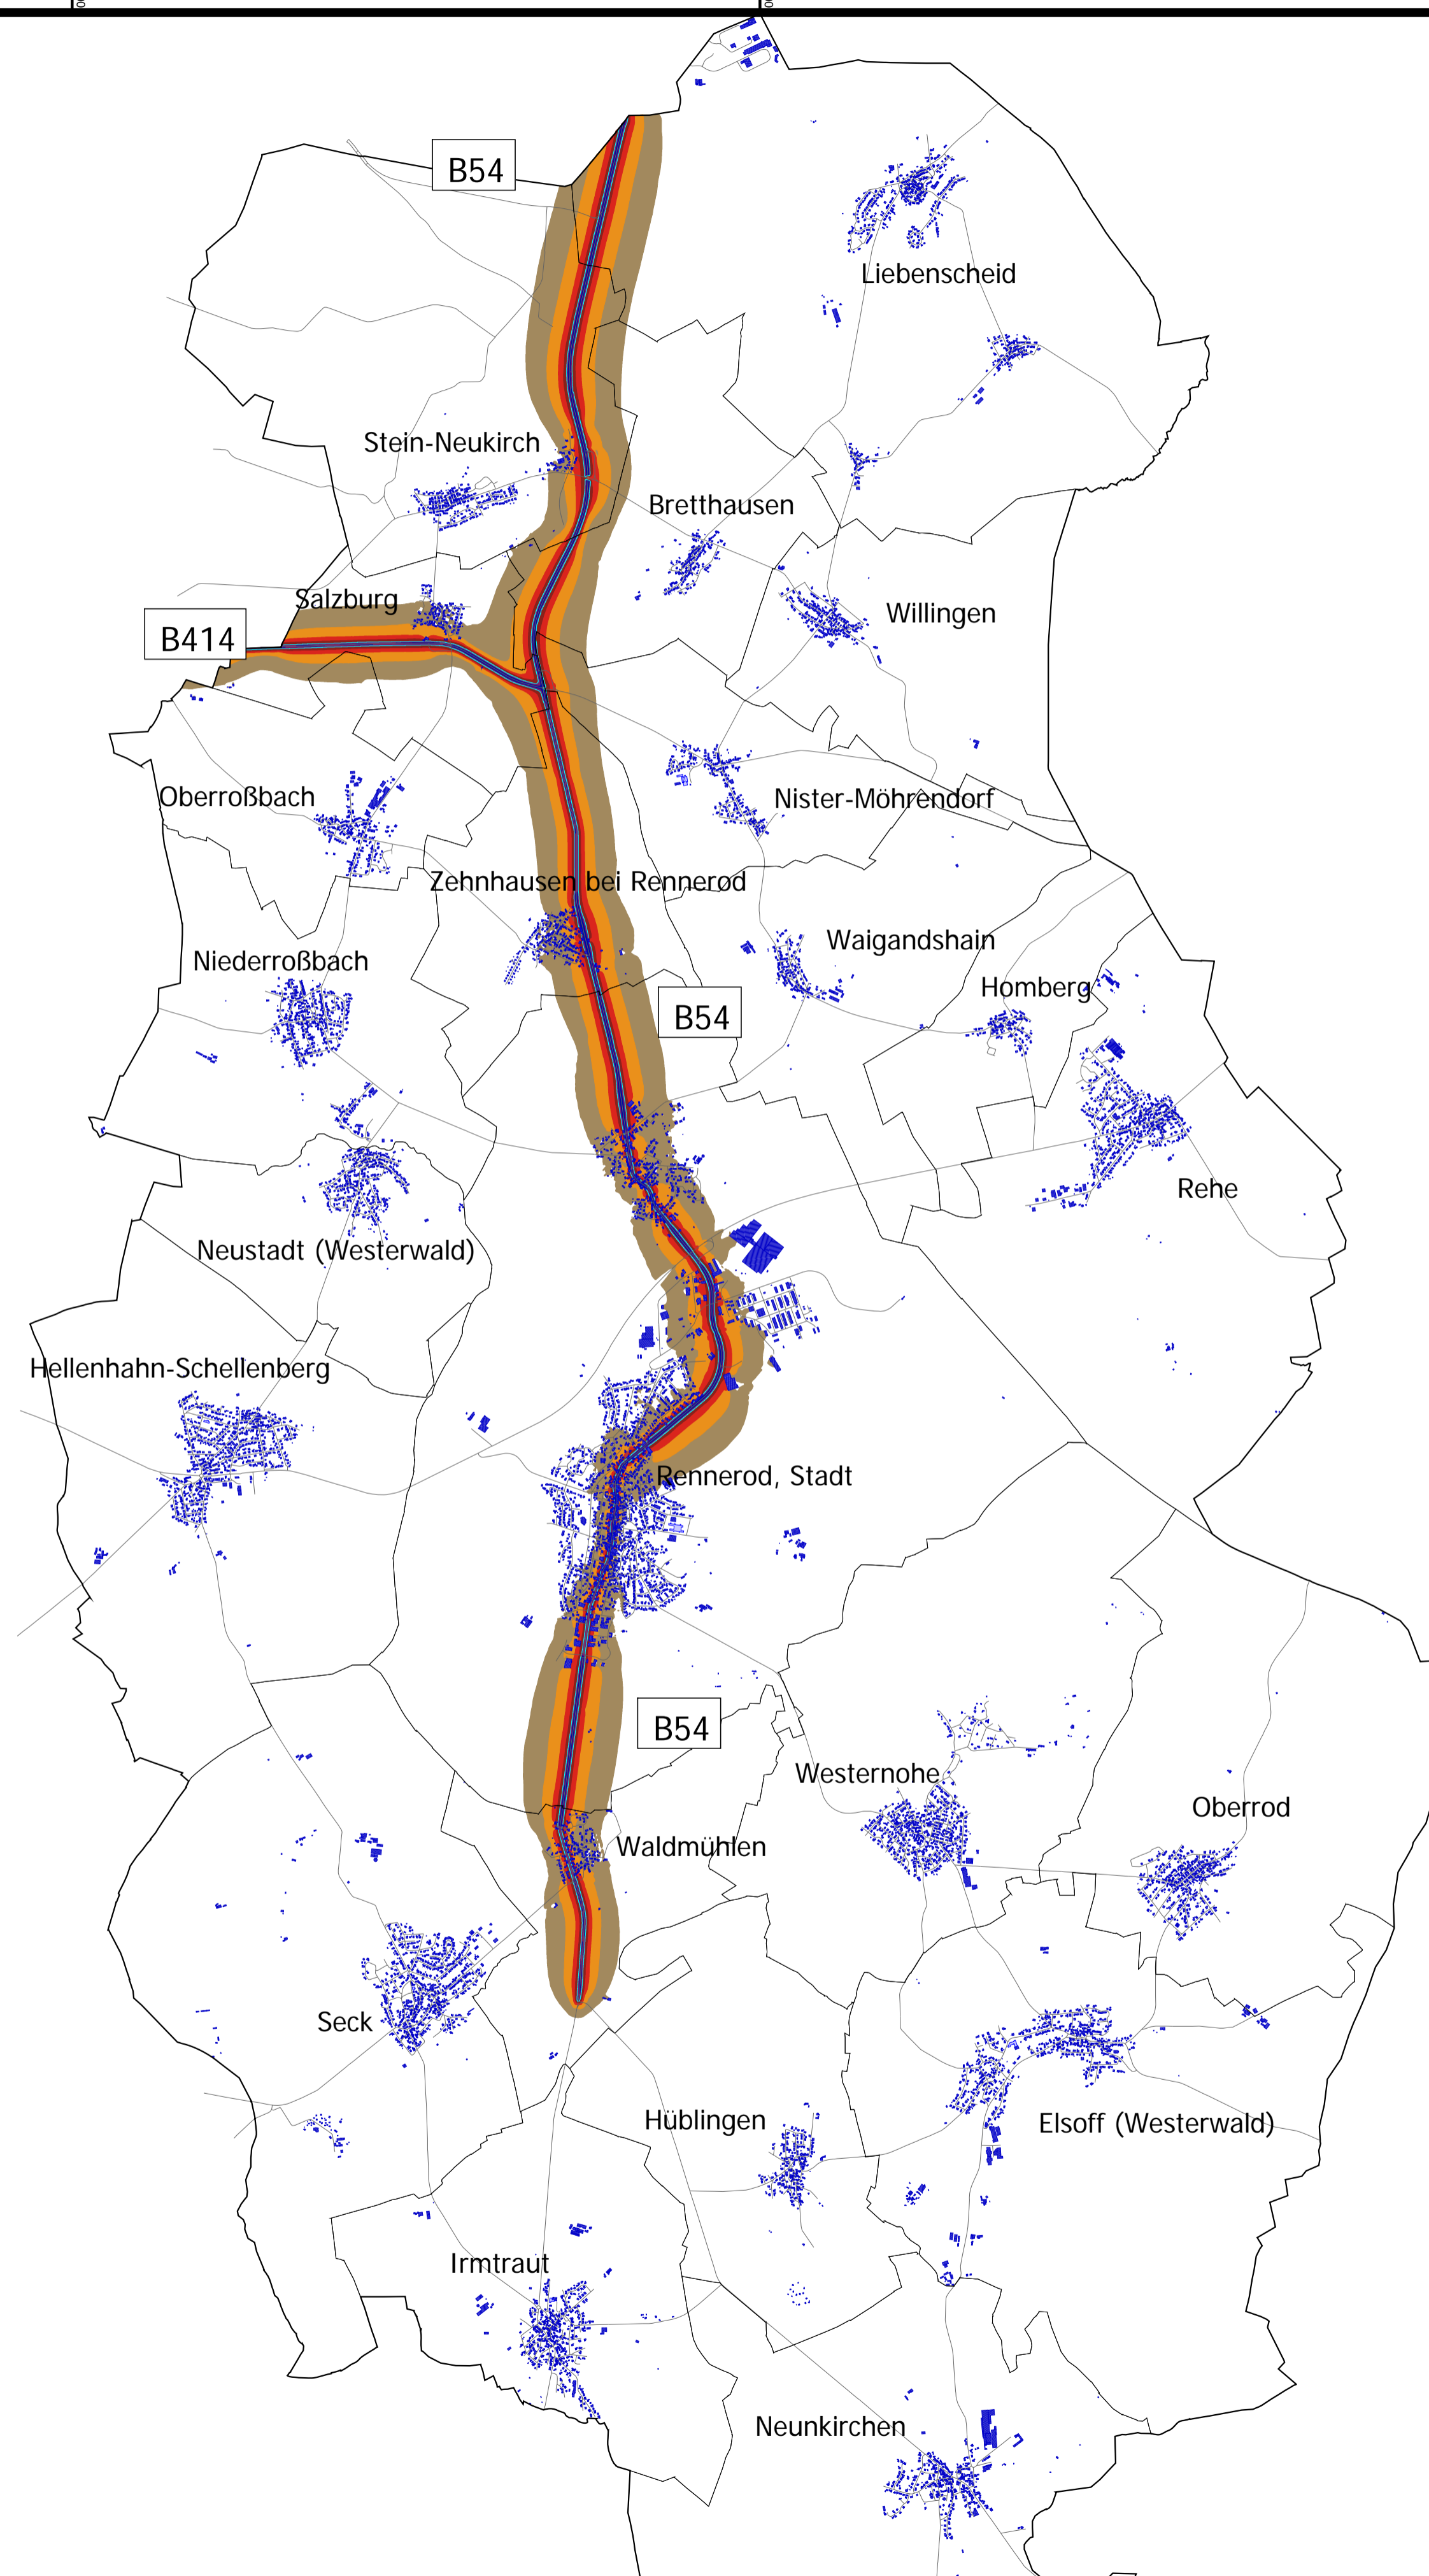 B54
Liebenscheid
Stein-Neukirch
Bretthausen
Salzburg
Willingen
B414
Oberroßbach
Nister-Möhrendorf
Zehnhausen bei Rennerod
Waigandshain
Niederroßbach
Homberg
B54
Rehe
Neustadt (Westerwald)
Hellenhahn-Schellenberg
Rennerod, Stadt
B54
Westernohe
Oberrod
Waldmühlen
Seck
Hüblingen
Elsoff (Westerwald)
Irmtraut
Neunkirchen